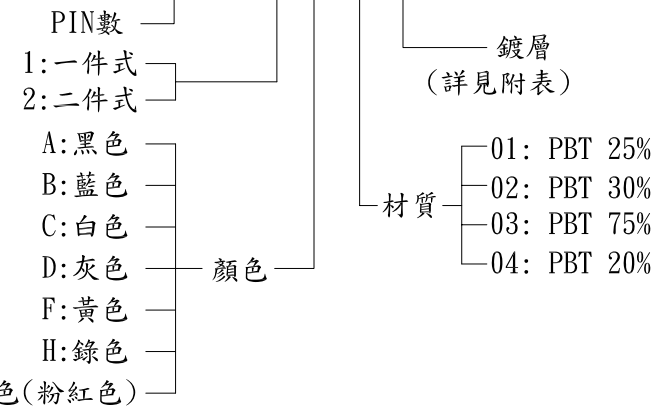 PIN數
1:一件式
2:二件式
A:黑色
B:藍色
C:白色
D:灰色
F:黃色
H:錄色
色(粉紅色)
顏色
鍍層
(詳見附表)
材質
01: PBT 25%
02: PBT 30%
03: PBT 75%
04: PBT 20%